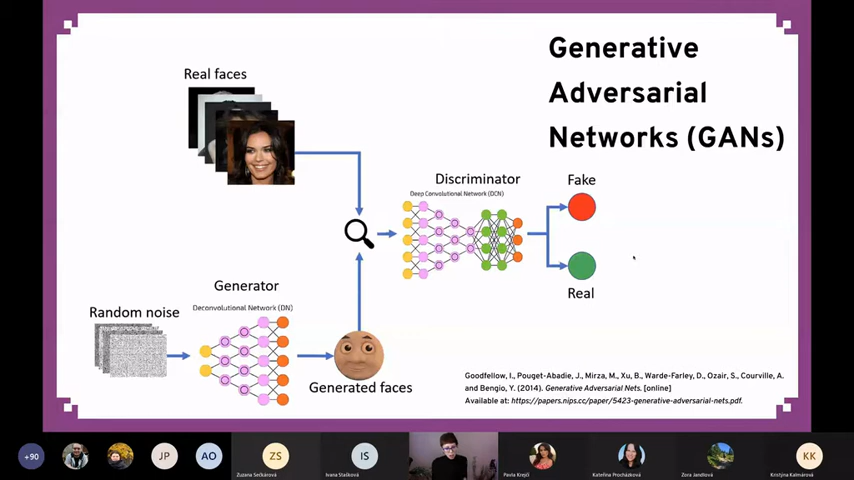 Generative
Adversarial
Networks (GANs)
Real faces
Discriminator
Deep Convolutional Network (DCN)
Fake
Real
Generator
Deconvolutional Network (DN)
Random noise
Generated faces
Goodfellow, I., Pouget-Abadie, J., Mirza, M., Xu, B., Warde-Farley, D., Ozair, S., Courville, A.
and Bengio, Y. (2014). Generative Adversarial Nets. [online]
Available at: https://papers.nips.cc/paper/5423-generative-adversarial-nets.pdf.
+90
JP
AO
ZS
IS
KK
Zuzana Sečkárová
Ivana Stašková
Pavla Krejčí
Kateřina Procházková
Zora Jandlová
Kristýna Kalmárová